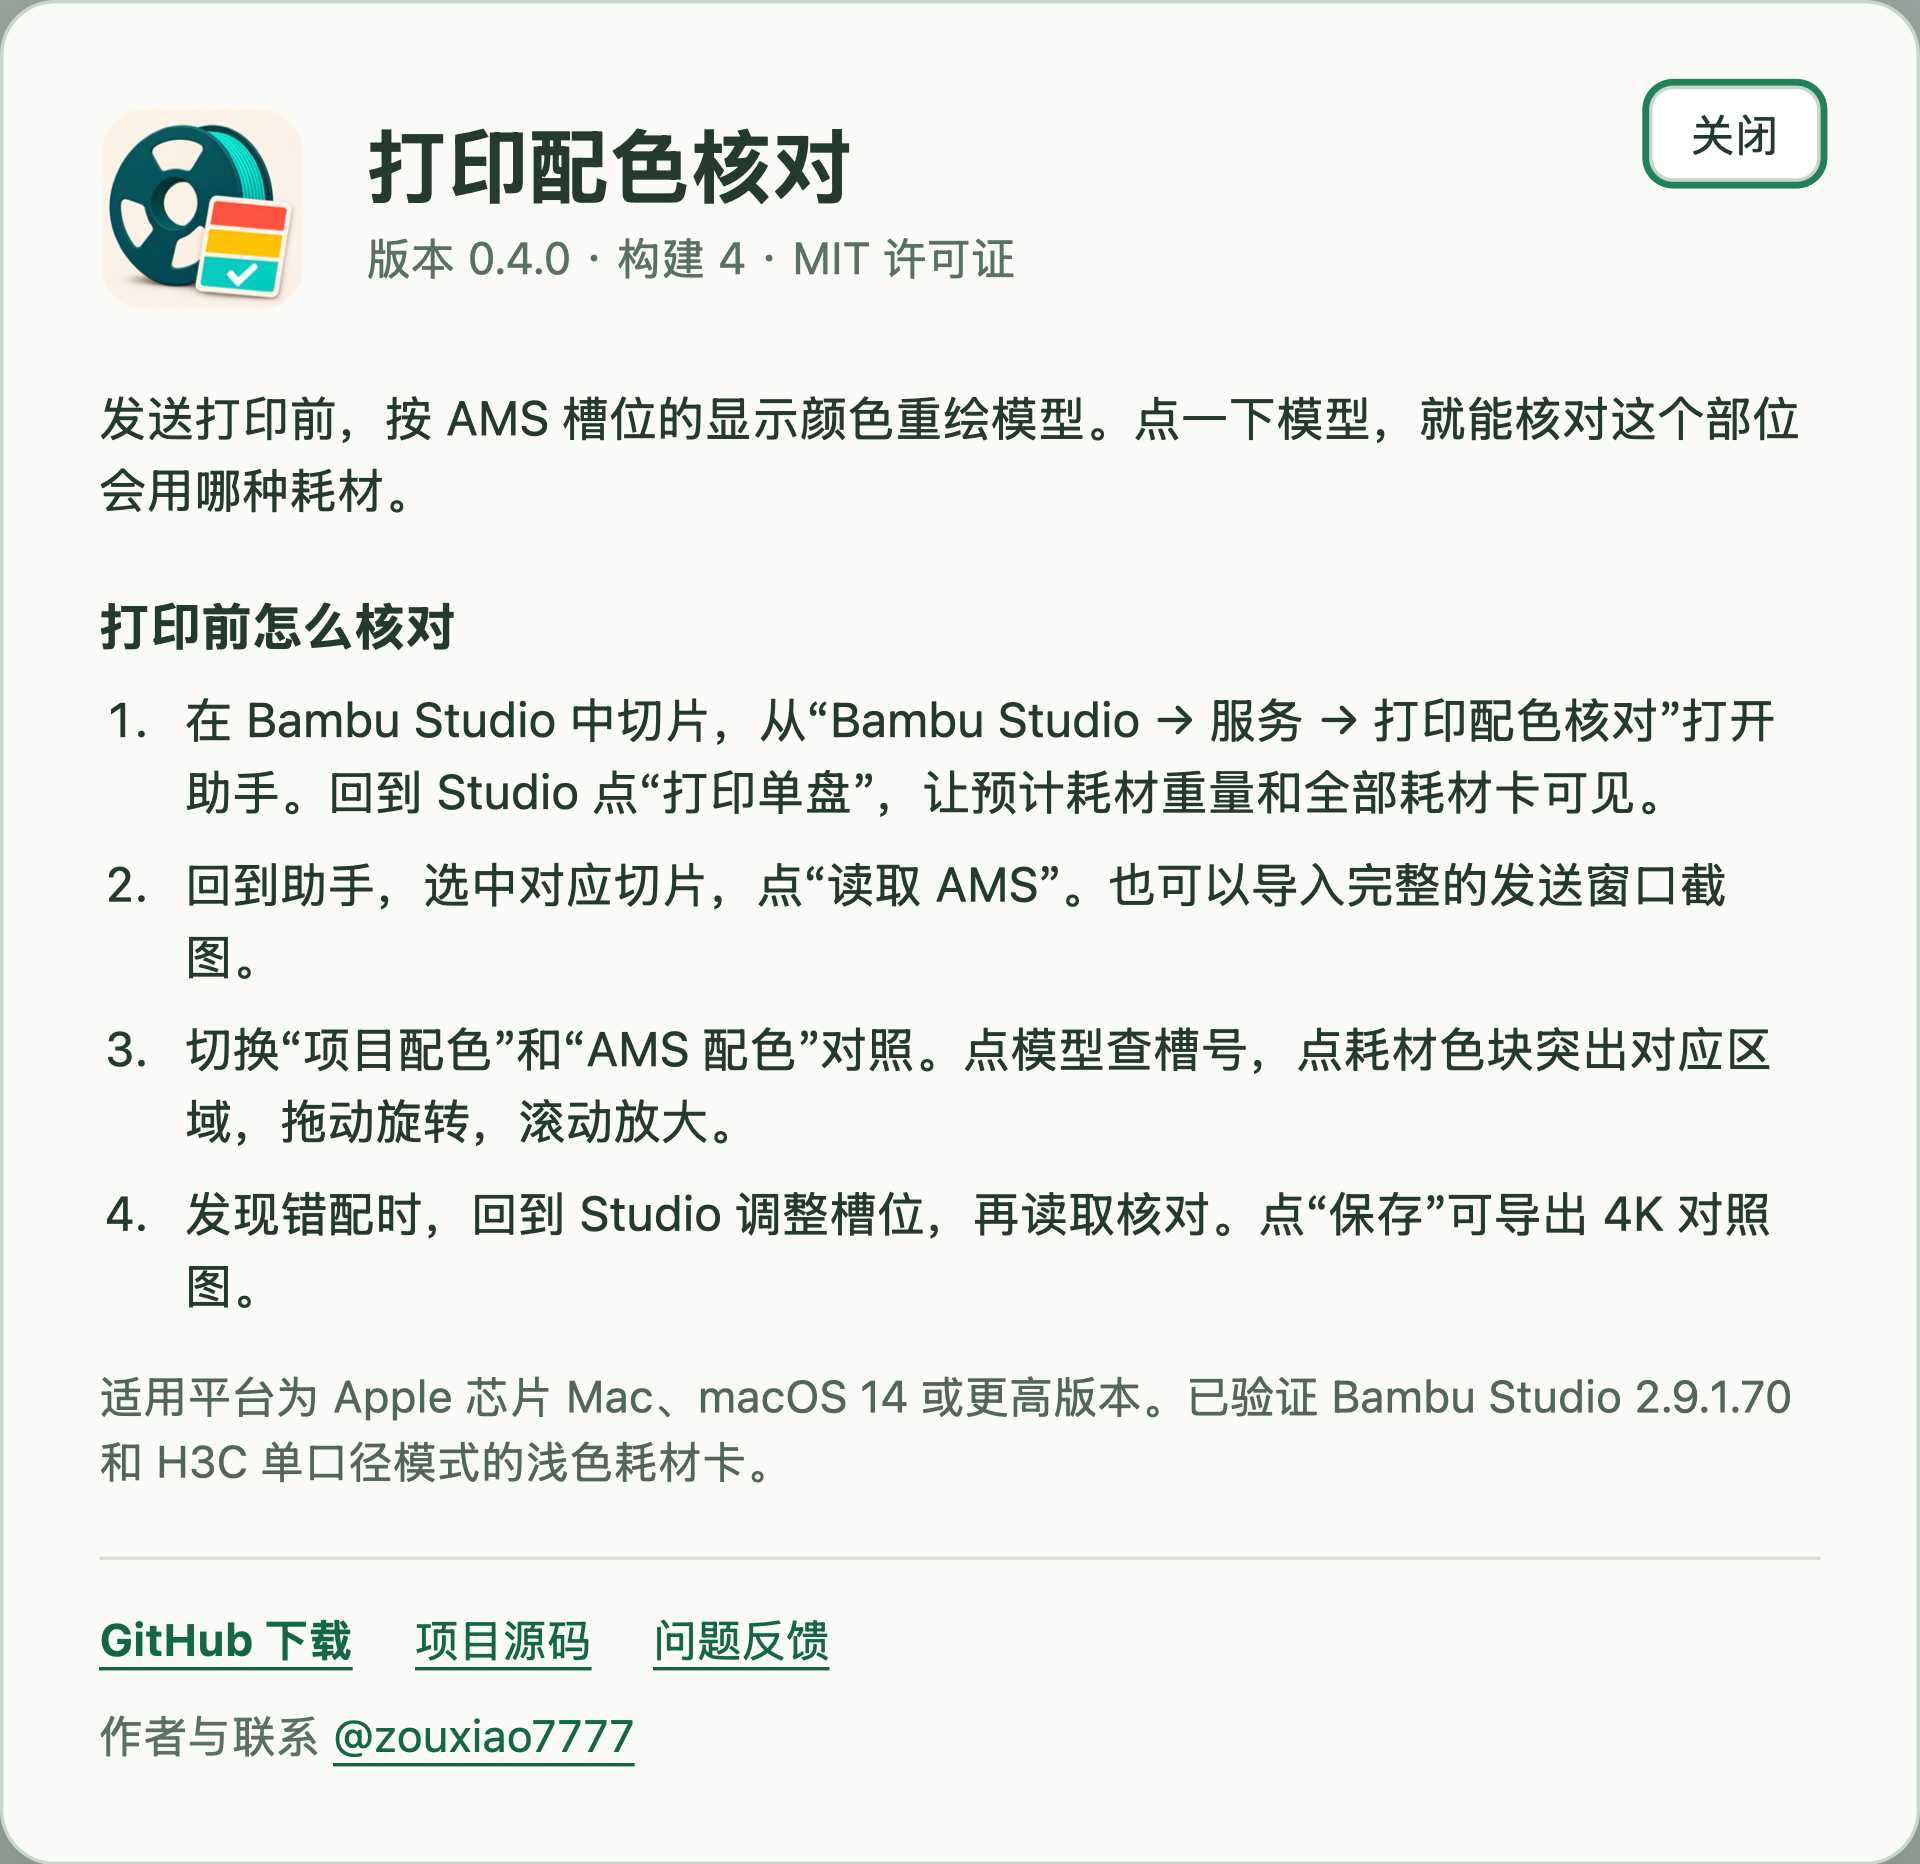 打印配色核对
关闭
版本 0.4.0 · 构建 4 · MIT 许可证
发送打印前，按 AMS 槽位的显示颜色重绘模型。点一下模型，就能核对这个部位
会用哪种耗材。
打印前怎么核对
1. 在 Bambu Studio 中切片，从“Bambu Studio → 服务 → 打印配色核对”打开
助手。回到 Studio 点“打印单盘”，让预计耗材重量和全部耗材卡可见。
2. 回到助手，选中对应切片，点“读取 AMS”。也可以导入完整的发送窗口截
图。
3. 切换“项目配色”和“AMS 配色”对照。点模型查槽号，点耗材色块突出对应区
域，拖动旋转，滚动放大。
4. 发现错配时，回到 Studio 调整槽位，再读取核对。点“保存”可导出 4K 对照
图。
适用平台为 Apple 芯片 Mac、macOS 14 或更高版本。已验证 Bambu Studio 2.9.1.70
和 H3C 单口径模式的浅色耗材卡。
GitHub 下载 项目源码 问题反馈
作者与联系 @zouxiao7777